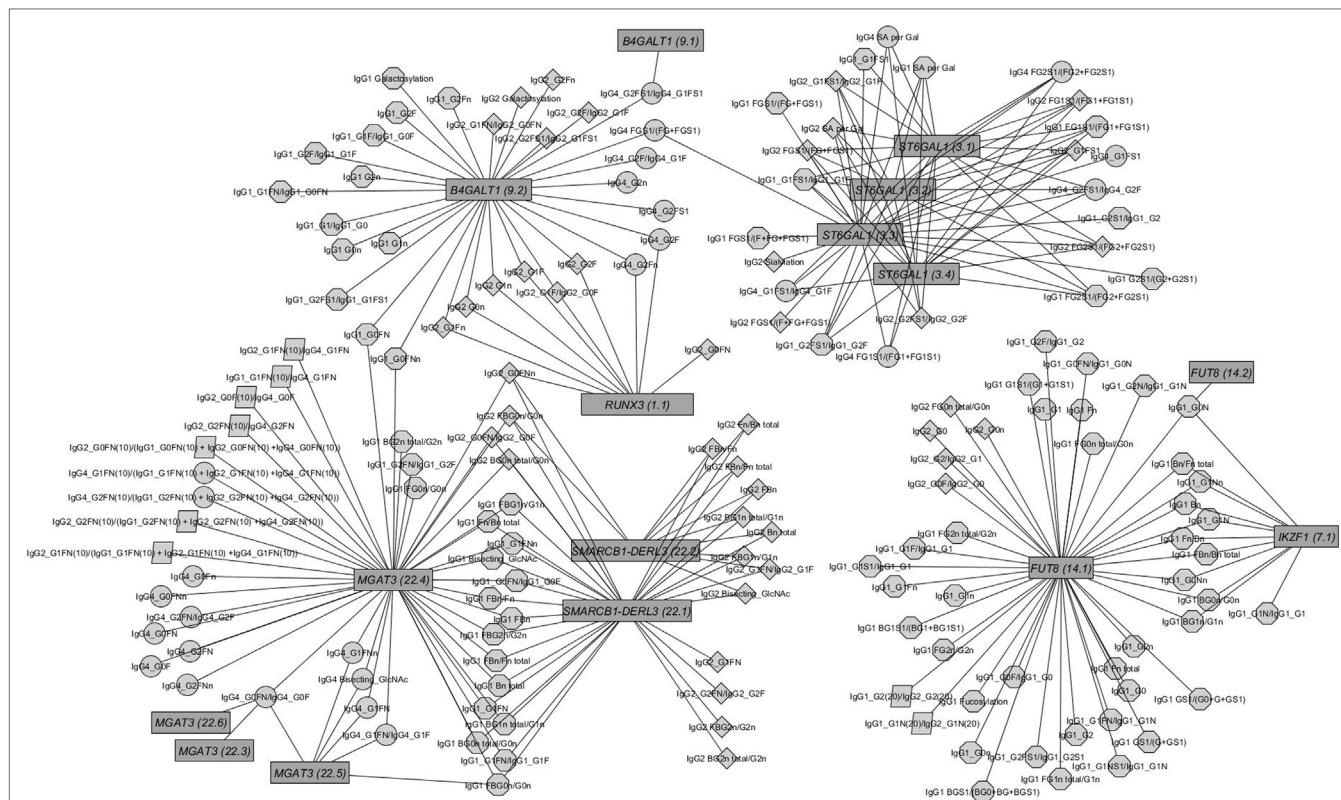 B4GALT1 (9.1)
IgG4 SA per Gal
IgG1_G1FS1
IgG1 SA per Gal
IgG4 FG2S1/(FG2+FG2S1)
IgG1 Galactosylation
IgG1_G2Fn
IgG2_G2Fn
IgG2 Galactosylation
IgG4_G2FS1/IgG4_G1FS1
IgG2_G1FS1/IgG2_G1F
IgG1 FGS1/(FG+FGS1)
IgG2 FG1S1/(FG1+FG1S1)
IgG1_G2F
IgG2_G2F/IgG2_G1F
IgG2_G1FN/IgG2_G0FN
IgG4 FGS1/(FG+FGS1)
IgG2 SA per Gal
IgG1 FG1S1/(FG1+FG1S1)
IgG1_G1F/IgG1_G0F
IgG2_G2FS1/IgG2_G1FS1
IgG2 FGS1/(FG+FGS1)
ST6GAL1 (3.1)
IgG2_G1FS1
IgG4_G1FS1
IgG1_G2F/IgG1_G1F
IgG4_G2F/IgG4_G1F
IgG1 G2n
IgG4_G2n
IgG1_G1FS1/IgG1_G1F
ST6GAL1 (3.2)
IgG4_G2FS1/IgG4_G2F
IgG1_G1FN/IgG1_G0FN
B4GALT1 (9.2)
IgG4_G2FS1
IgG1_G2S1/IgG1_G2
IgG1_G1/IgG1_G0
IgG1 G0n
IgG1 G1n
IgG4_G2F
IgG1 FGS1/(F+FG+FGS1)
ST6GAL1 (3.3)
IgG2 FG2S1/(FG2+FG2S1)
IgG4_G2Fn
IgG2_G2F
IgG2_G1F
IgG2 G1n
IgG2 Sialylation
ST6GAL1 (3.4)
IgG1 G2S1/(G2+G2S1)
IgG1_G2FS1/IgG1_G1FS1
IgG2_G1F/IgG2_G0F
IgG4_G1FS1/IgG4_G1F
IgG1 FG2S1/(FG2+FG2S1)
IgG2 G0n
IgG2_G2Fn
IgG2 FGS1/(F+FG+FGS1)
IgG2_G2FS1/IgG2_G2F
IgG1_G2FS1/IgG1_G2F
IgG4 FG1S1/(FG1+FG1S1)
IgG1_G0FN
IgG1_G0FNn
IgG2_G0FN
IgG2_G0FNn
RUNX3 (1.1)
IgG2_G1FN(10)/IgG4_G1FN
IgG1_G1FN(10)/IgG4_G1FN
IgG2_G0F(10)/IgG4_G0F
IgG2_G2FN(10)/IgG4_G2FN
IgG2_G0FN(10)/(IgG1_G0FN(10) + IgG2_G0FN(10) +IgG4_G0FN(10))
IgG4_G1FN(10)/(IgG1_G1FN(10) + IgG2_G1FN(10) +IgG4_G1FN(10))
IgG4_G2FN(10)/(IgG1_G2FN(10) + IgG2_G2FN(10) +IgG4_G2FN(10))
IgG2_G2FN(10)/(IgG1_G2FN(10) + IgG2_G2FN(10) +IgG4_G2FN(10))
IgG2_G1FN(10)/(IgG1_G1FN(10) + IgG2_G1FN(10) +IgG4_G1FN(10))
IgG2 FBG0n/G0n
IgG1 BG2n total/G2n
IgG2_G0FN/IgG2_G0F
IgG1_G2FN/IgG1_G2F
IgG2 BG0n total/G0n
IgG1 FG0n/G0n
IgG2 Fn/Bn total
IgG2 FBn/Fn
IgG2 FBn/Fn total
IgG2 FBn
IgG1 FBG1n/G1n
IgG1 Fn/Bn total
IgG2 BG1n total/G1n
IgG2 Bn total
IgG1_G1FNn
IgG1 Bisecting_GlcNAc
SMARCB1-DERL3 (22.2)
IgG2 FBG1n/G1n
IgG2_G1FN/IgG2_G1F
MGAT3 (22.4)
IgG1_G0FN/IgG1_G0F
IgG2 Bisecting_GlcNAc
IgG1 FBn/Fn
SMARCB1-DERL3 (22.1)
IgG1 FBn
IgG1 FBG2n/G2n
IgG4_G0Fn
IgG4_G0FNn
IgG4_G2FN/IgG4_G2F
IgG4_G0FN
IgG4_G2FN
IgG4_G0F
IgG4_G2FNn
IgG4_G1FNn
IgG1 FBn/Fn total
IgG2_G1FN
IgG4 Bisecting_GlcNAc
IgG1 Bn total
IgG4_G0FN/IgG4_G0F
IgG2_G2FN/IgG2_G2F
IgG4_G1FN
IgG1_G0FN
MGAT3 (22.6)
IgG1 BG1n total/G1n
IgG2 FBG2n/G2n
IgG4_G1FN/IgG4_G1F
IgG1 BG0n total/G0n
MGAT3 (22.3)
IgG2 BG2n total/G2n
IgG1_G1FN/IgG1_G1F
MGAT3 (22.5)
IgG1 FBG0n/G0n
IgG1_G2F/IgG1_G2
IgG1_G0FN/IgG1_G0N
FUT8 (14.2)
IgG1 G1S1/(G1+G1S1)
IgG1_G2N/IgG1_G1N
IgG2 FG0n total/G0n
IgG1_G1
IgG1 Fn
IgG1_G0N
IgG2_G0
IgG2_G0n
IgG1 FG0n total/G0n
IgG2_G2/IgG2_G1
IgG1 Bn/Fn total
IgG2_G0F/IgG2_G0
IgG1_G1Nn
IgG1 Bn
IgG1_G1N
IgG1 FG2n total/G2n
IgG1 Fn/Bn
IKZF1 (7.1)
IgG1_G1F/IgG1_G1
IgG1 FBn/Bn total
IgG1_G1S1/IgG1_G1
FUT8 (14.1)
IgG1_G0Nn
IgG1_G1Fn
IgG1_G1n
IgG1 BG0n/G0n
IgG1_G1N/IgG1_G1
IgG1 BG1S1/(BG1+BG1S1)
IgG1 BG1n/G1n
IgG1 FG2n/G2n
IgG1_G2n
IgG1 Fn total
IgG1_G0F/IgG1_G0
IgG1_G0
IgG1_G2(20)/IgG2_G2(20)
IgG1 Fucosylation
IgG1 GS1/(G0+G+GS1)
IgG1_G1N(20)/IgG2_G1N(20)
IgG1_G1FN/IgG1_G1N
IgG1_G2
IgG1 GS1/(G+GS1)
IgG1_G0n
IgG1_G2FS1/IgG1_G2S1
IgG1_G1NS1/IgG1_G1N
IgG1 FG1n total/G1n
IgG1 BGS1/(BG0+BG+BGS1)